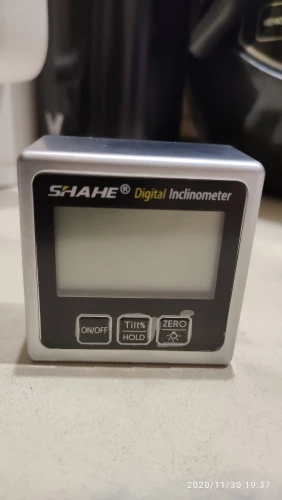 SHAHE® Digital Inclinometer
ON/OFF
Tilt%
HOLD
ZERO
2020/11/30 19:37